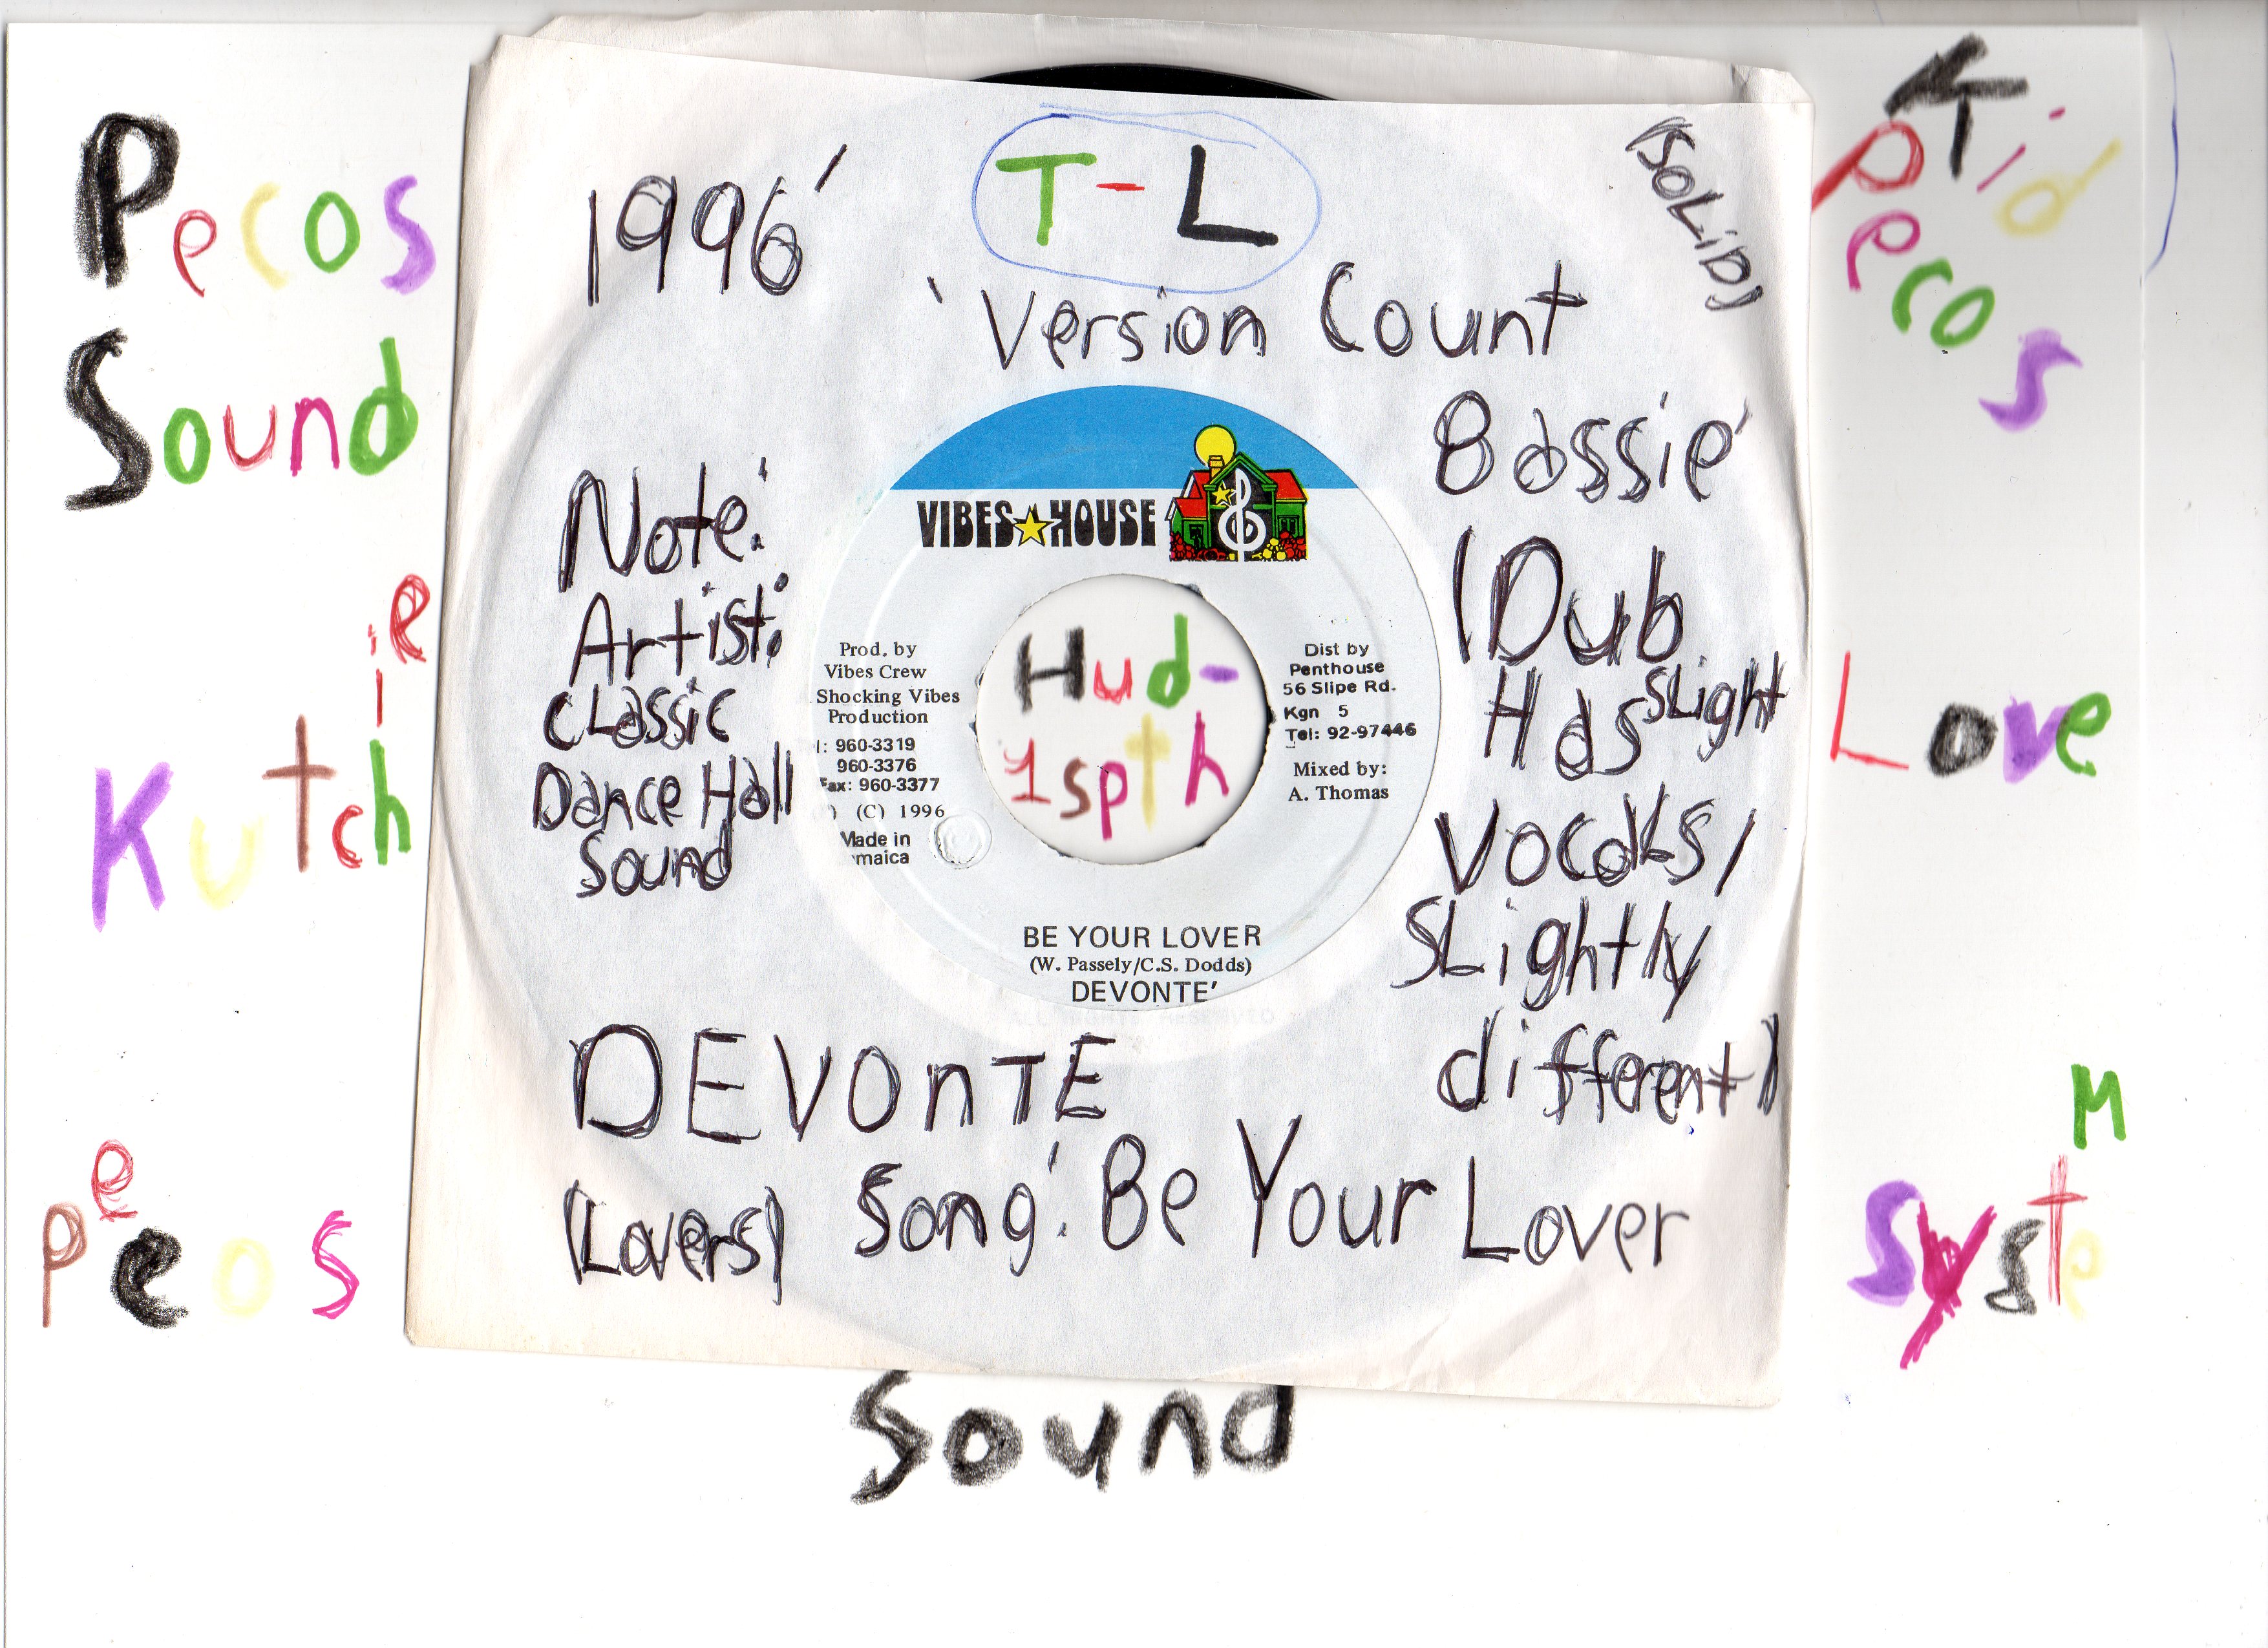 Pecos
Sound
Kutchie
Peeos
1996'
T-L
(SOLiD)
'Version Count
Bassie'
(Dub
Has SLight
VocaLs/
SLightly
different)
Note:
Artist:
cLassic
Dance Hall
Sound
VIBES HOUSE
Prod. by
Vibes Crew
Shocking Vibes
Production
l: 960-3319
960-3376
Fax: 960-3377
) (C) 1996
Made in
maica
Hud-
1spth
Dist by
Penthouse
56 Slipe Rd.
Kgn 5
Tel: 92-97446
Mixed by:
A. Thomas
BE YOUR LOVER
(W. Passely/C.S. Dodds)
DEVONTE'
DEVOnTE
(Lovers) Song: Be Your Lover
Kid
Pecos
Love
SysteM
Sound